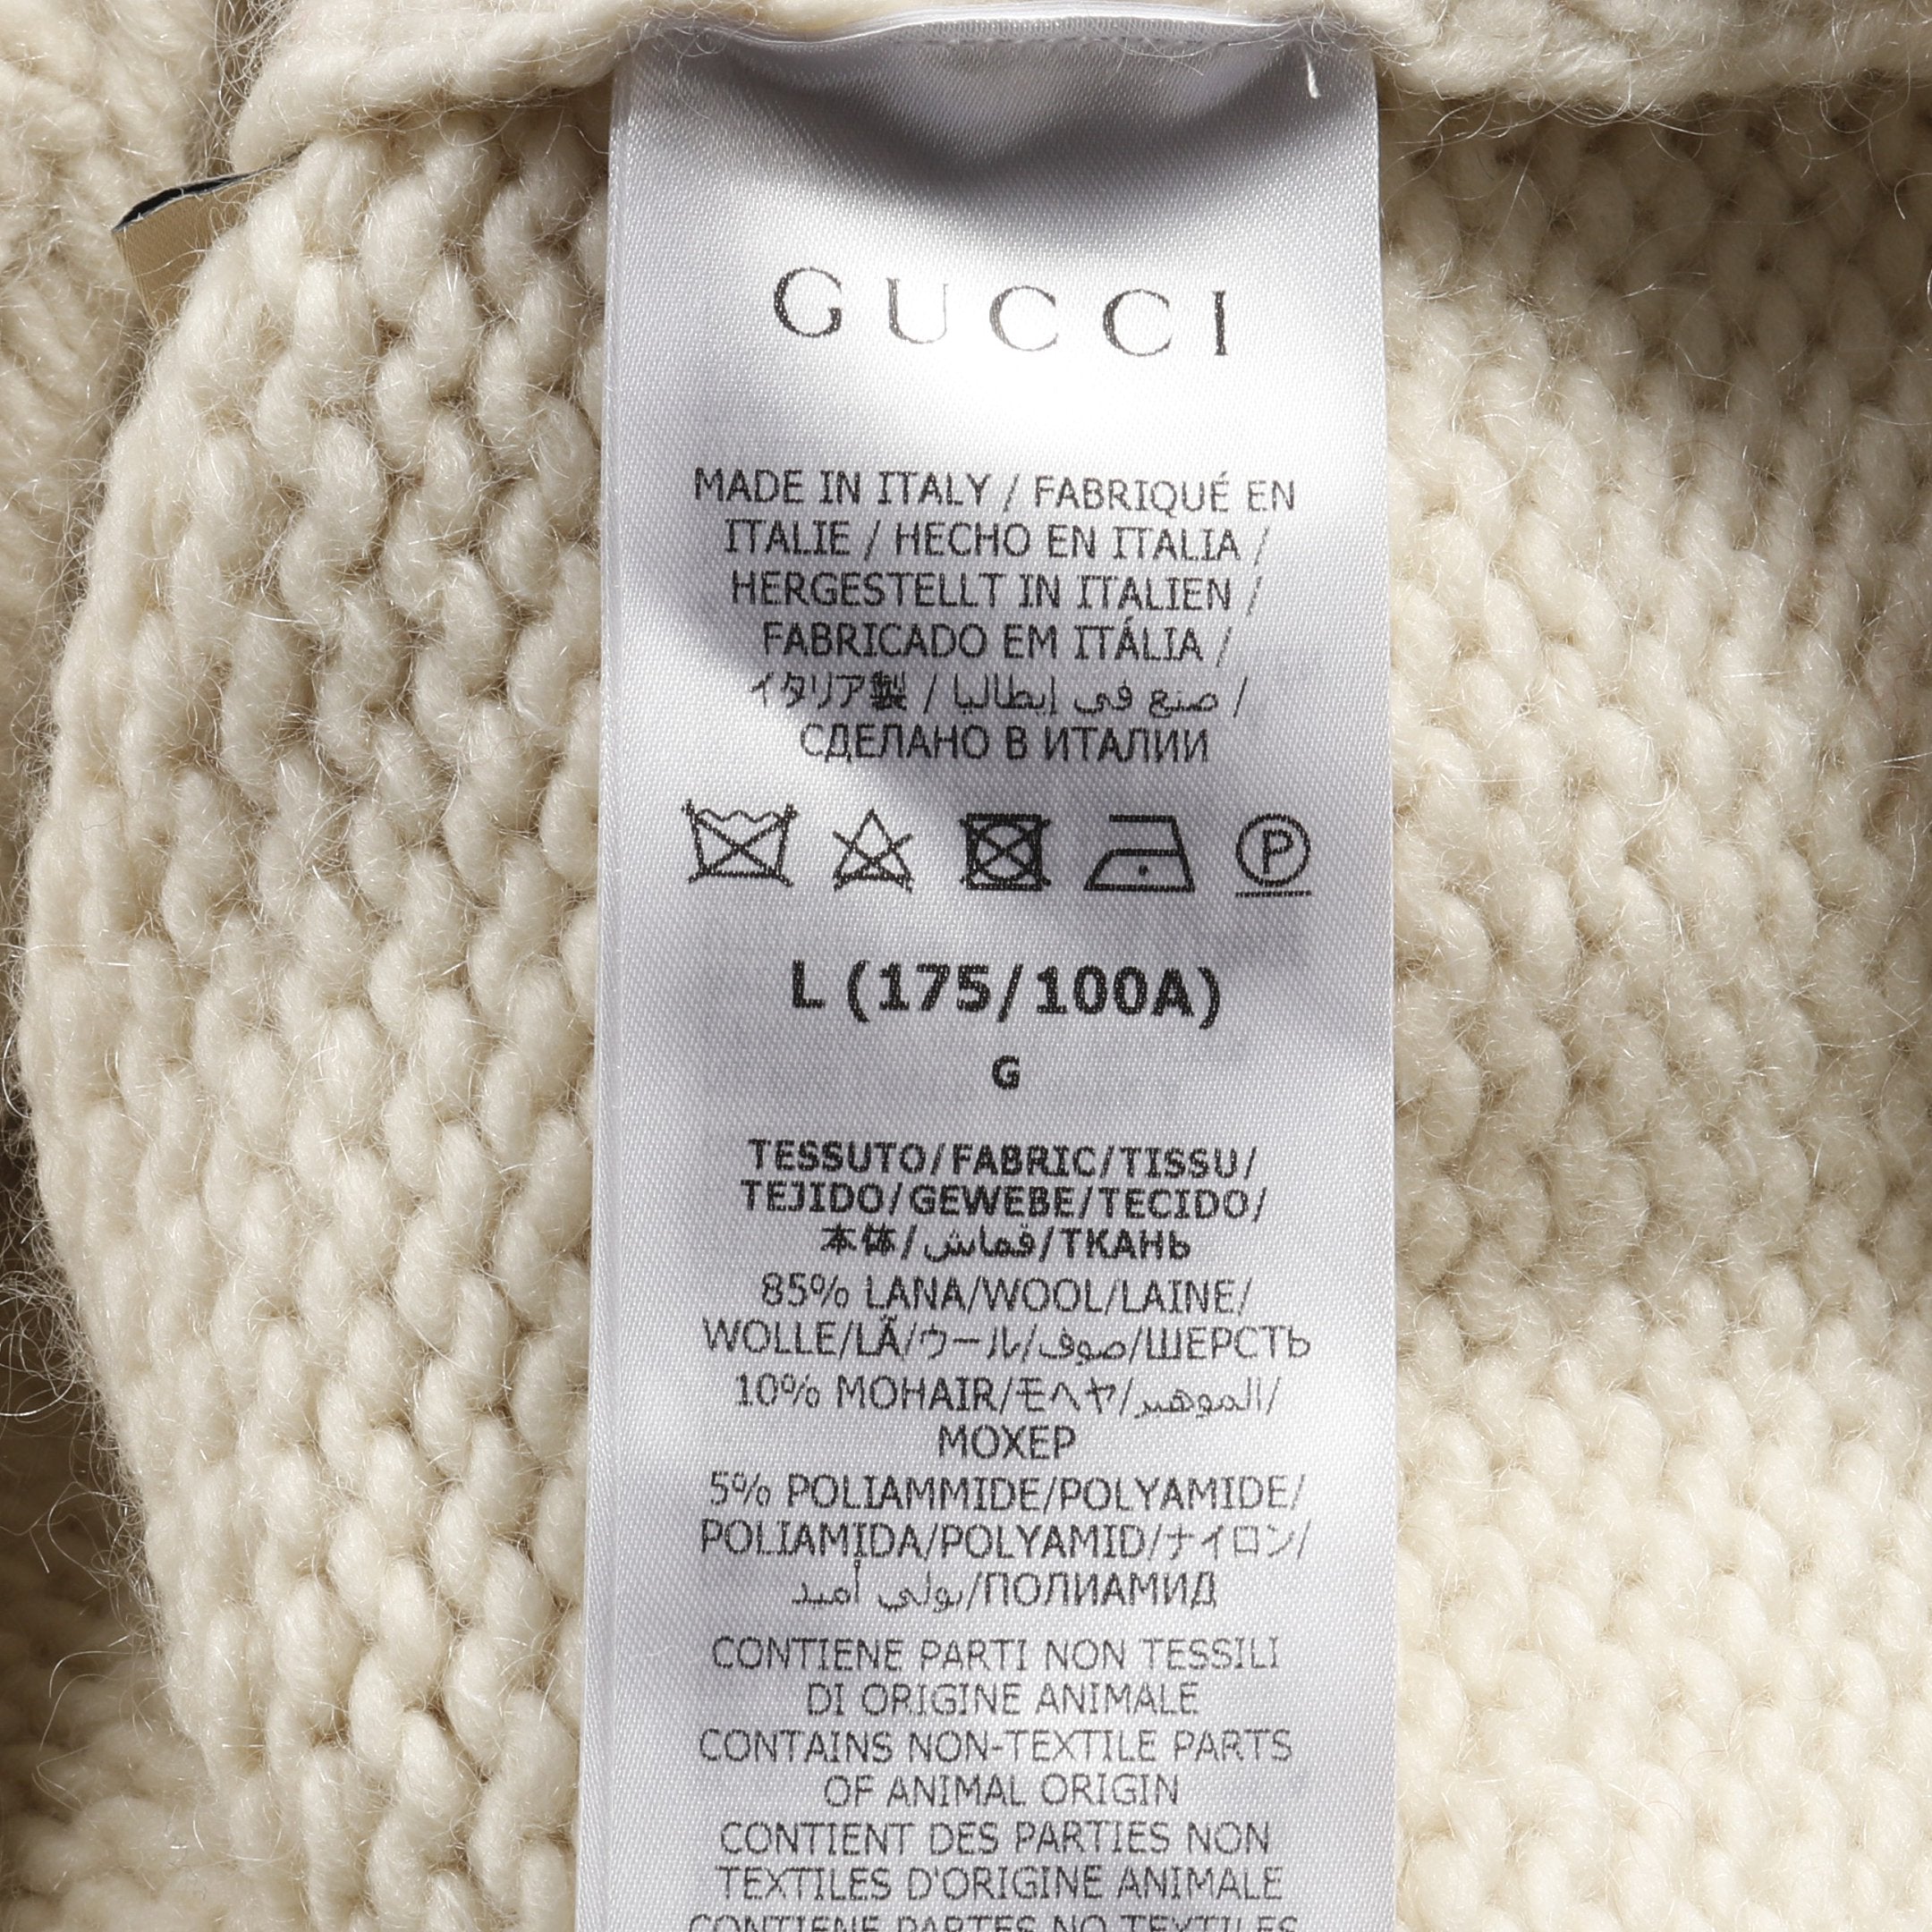 GUCCI
MADE IN ITALY / FABRIQUÉ EN
ITALIE / HECHO EN ITALIA /
HERGESTELLT IN ITALIEN /
FABRICADO EM ITÁLIA /
イタリア製 / صنع في إيطاليا /
СДЕЛАНО В ИТАЛИИ
P
L (175/100A)
G
TESSUTO/FABRIC/TISSU/
TEJIDO/GEWEBE/TECIDO/
本体/قماش/ТКАНЬ
85% LANA/WOOL/LAINE/
WOLLE/LÃ/ウール/صوف/ШЕРСТЬ
10% MOHAIR/モヘヤ/الموهير/
МОХЕР
5% POLIAMMIDE/POLYAMIDE/
POLIAMIDA/POLYAMID/ナイロン/
بولي أميد/ПОЛИАМИД
CONTIENE PARTI NON TESSILI
DI ORIGINE ANIMALE
CONTAINS NON-TEXTILE PARTS
OF ANIMAL ORIGIN
CONTIENT DES PARTIES NON
TEXTILES D'ORIGINE ANIMALE
CONTIENE PARTES NO TEXTILES